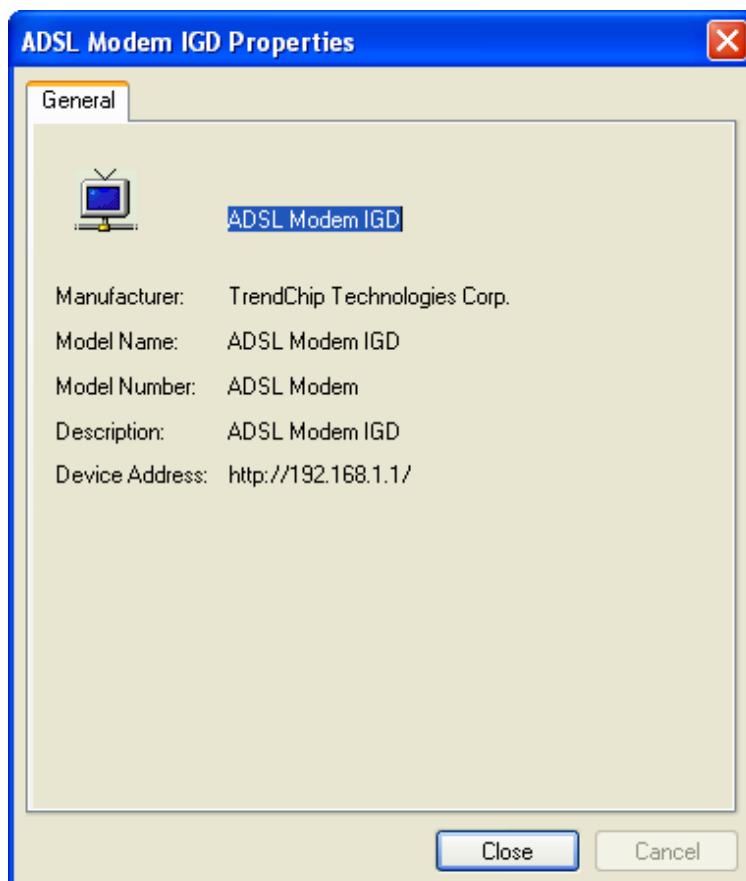 ADSL Modem IGD Properties
General
ADSL Modem IGD
Manufacturer: TrendChip Technologies Corp.
Model Name: ADSL Modem IGD
Model Number: ADSL Modem
Description: ADSL Modem IGD
Device Address: http://192.168.1.1/
Close Cancel